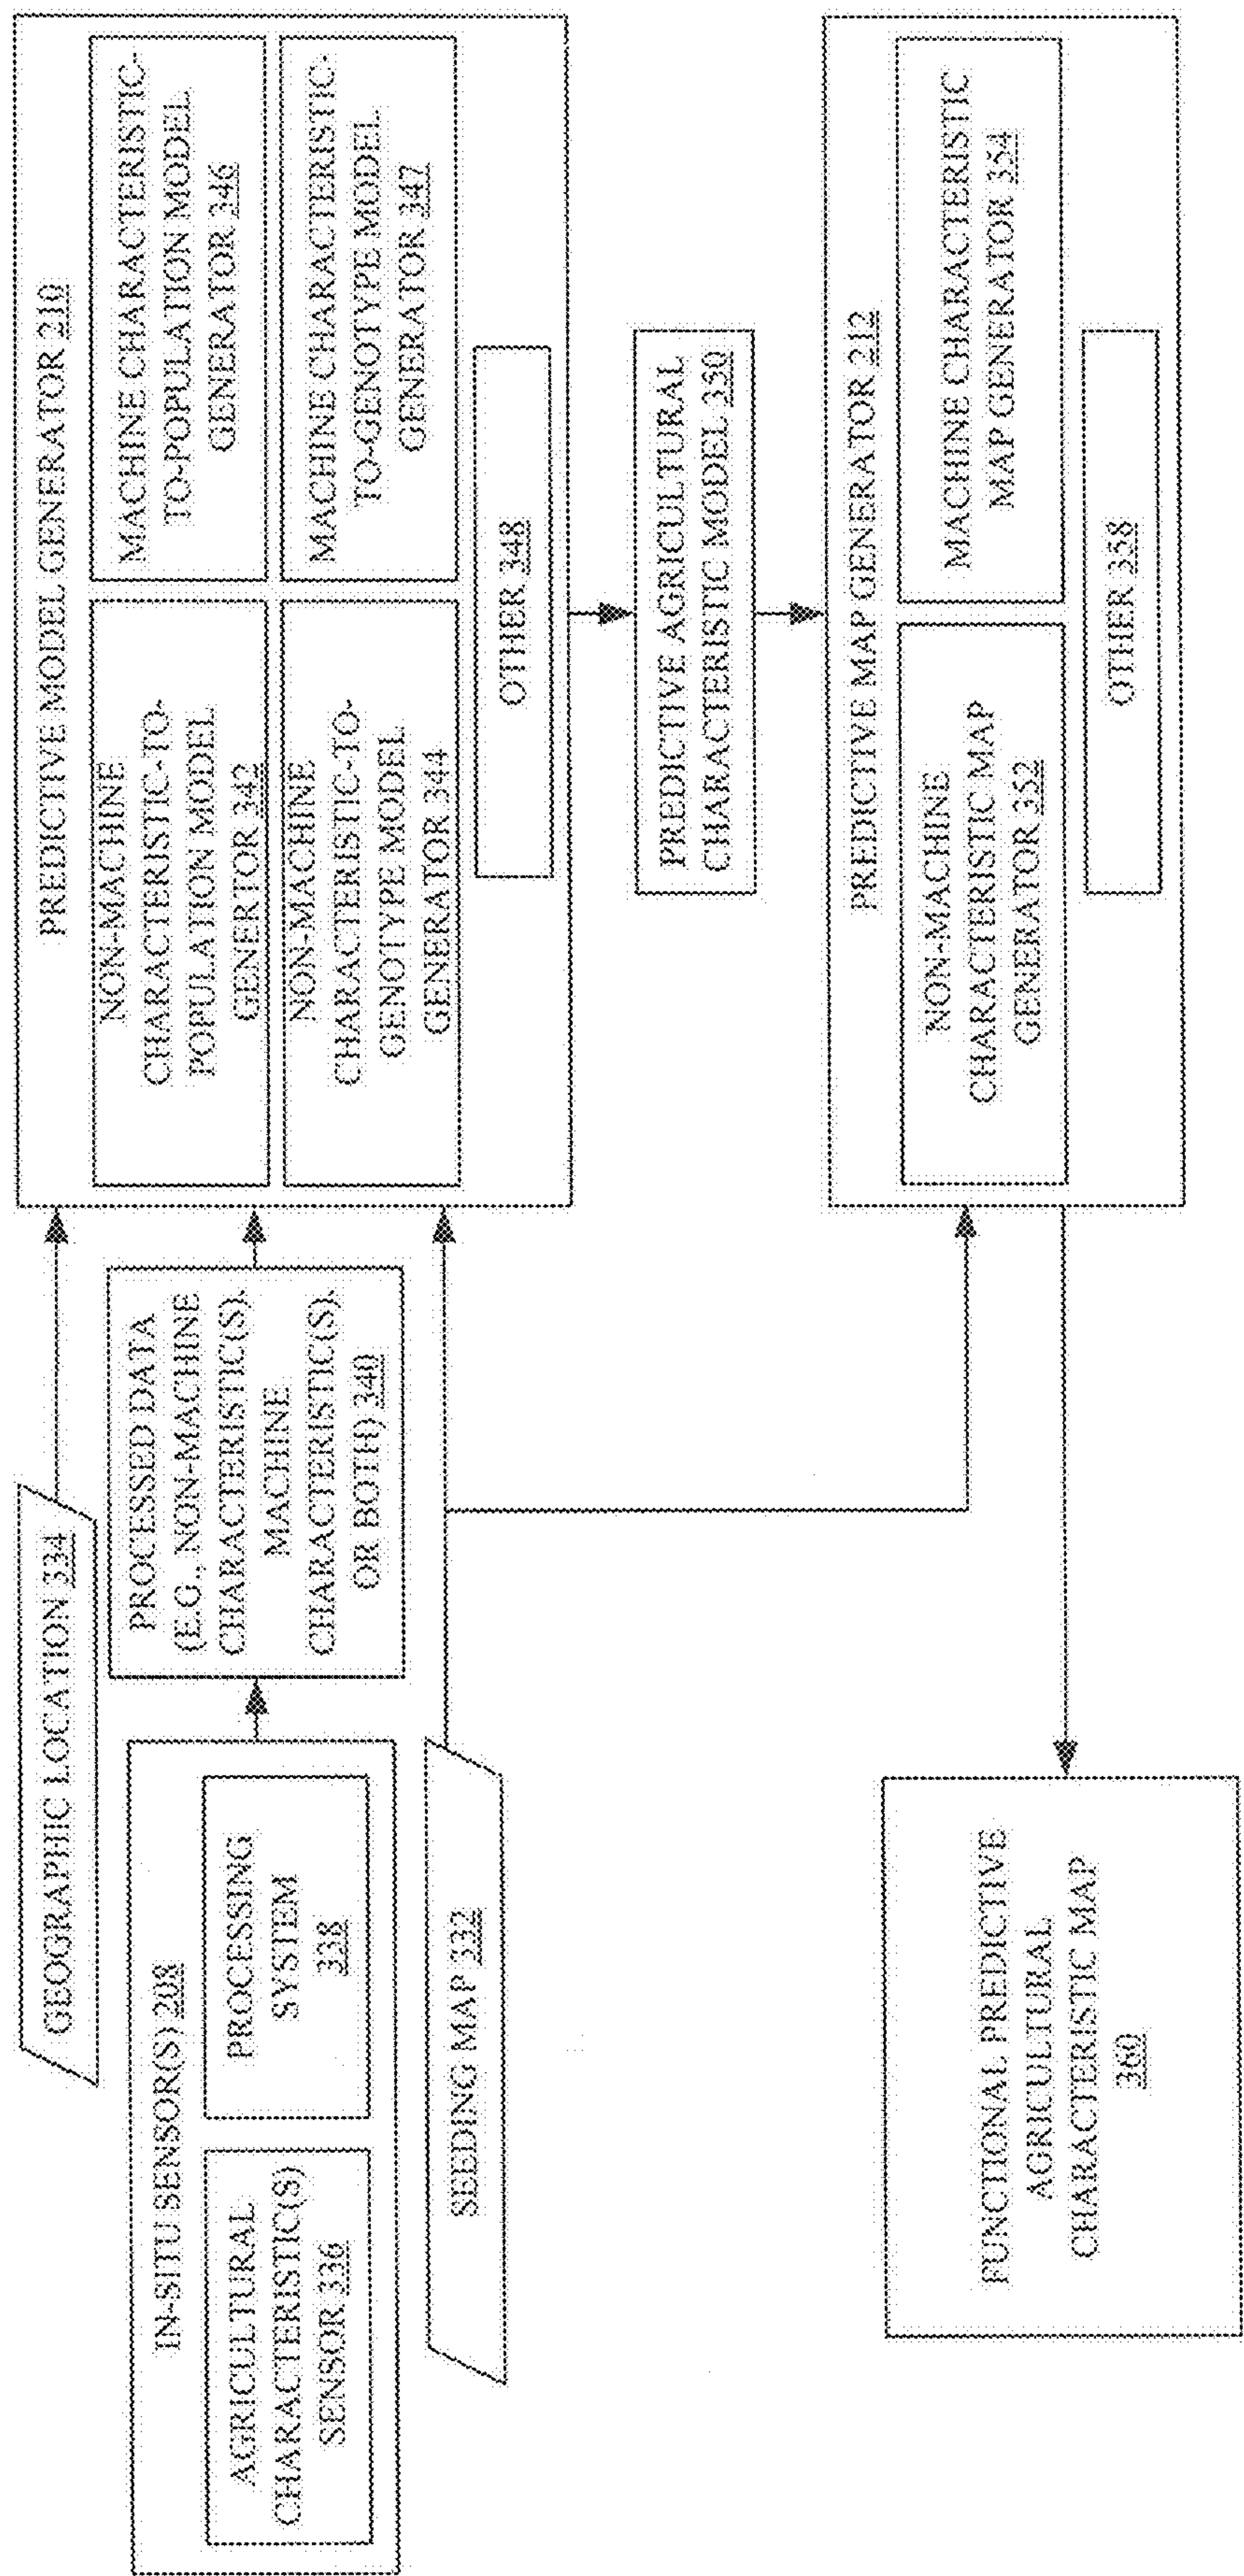 GEOGRAPHIC LOCATION 334
IN-SITU SENSOR(S) 208
AGRICULTURAL
CHARACTERISTIC(S)
SENSOR 336
PROCESSING
SYSTEM
338
SEEDING MAP 332
PROCESSED DATA
(E.G., NON-MACHINE
CHARACTERISTIC(S),
MACHINE
CHARACTERISTIC(S),
OR BOTH) 340
PREDICTIVE MODEL GENERATOR 210
NON-MACHINE
CHARACTERISTIC-TO-
POPULATION MODEL
GENERTOR 342
MACHINE CHARACTERISTIC-
TO-POPULATION MODEL
GENERATOR 346
NON-MACHINE
CHARACTERISTIC-TO-
GENOTYPE MODEL
GENERATOR 344
MACHINE CHARACTERISTIC-
TO-GENOTYPE MODEL
GENERATOR 347
OTHER 348
PREDICTIVE AGRICULTURAL
CHARACTERISTIC MODEL 350
PREDICTIVE MAP GENERATOR 212
NON-MACHINE
CHARACTERISTIC MAP
GENERATOR 352
MACHINE CHARACTERISTIC
MAP GENERATOR 354
OTHER 358
FUNCTIONAL PREDICTIVE
AGRICULTURAL
CHARACTERISTIC MAP
360